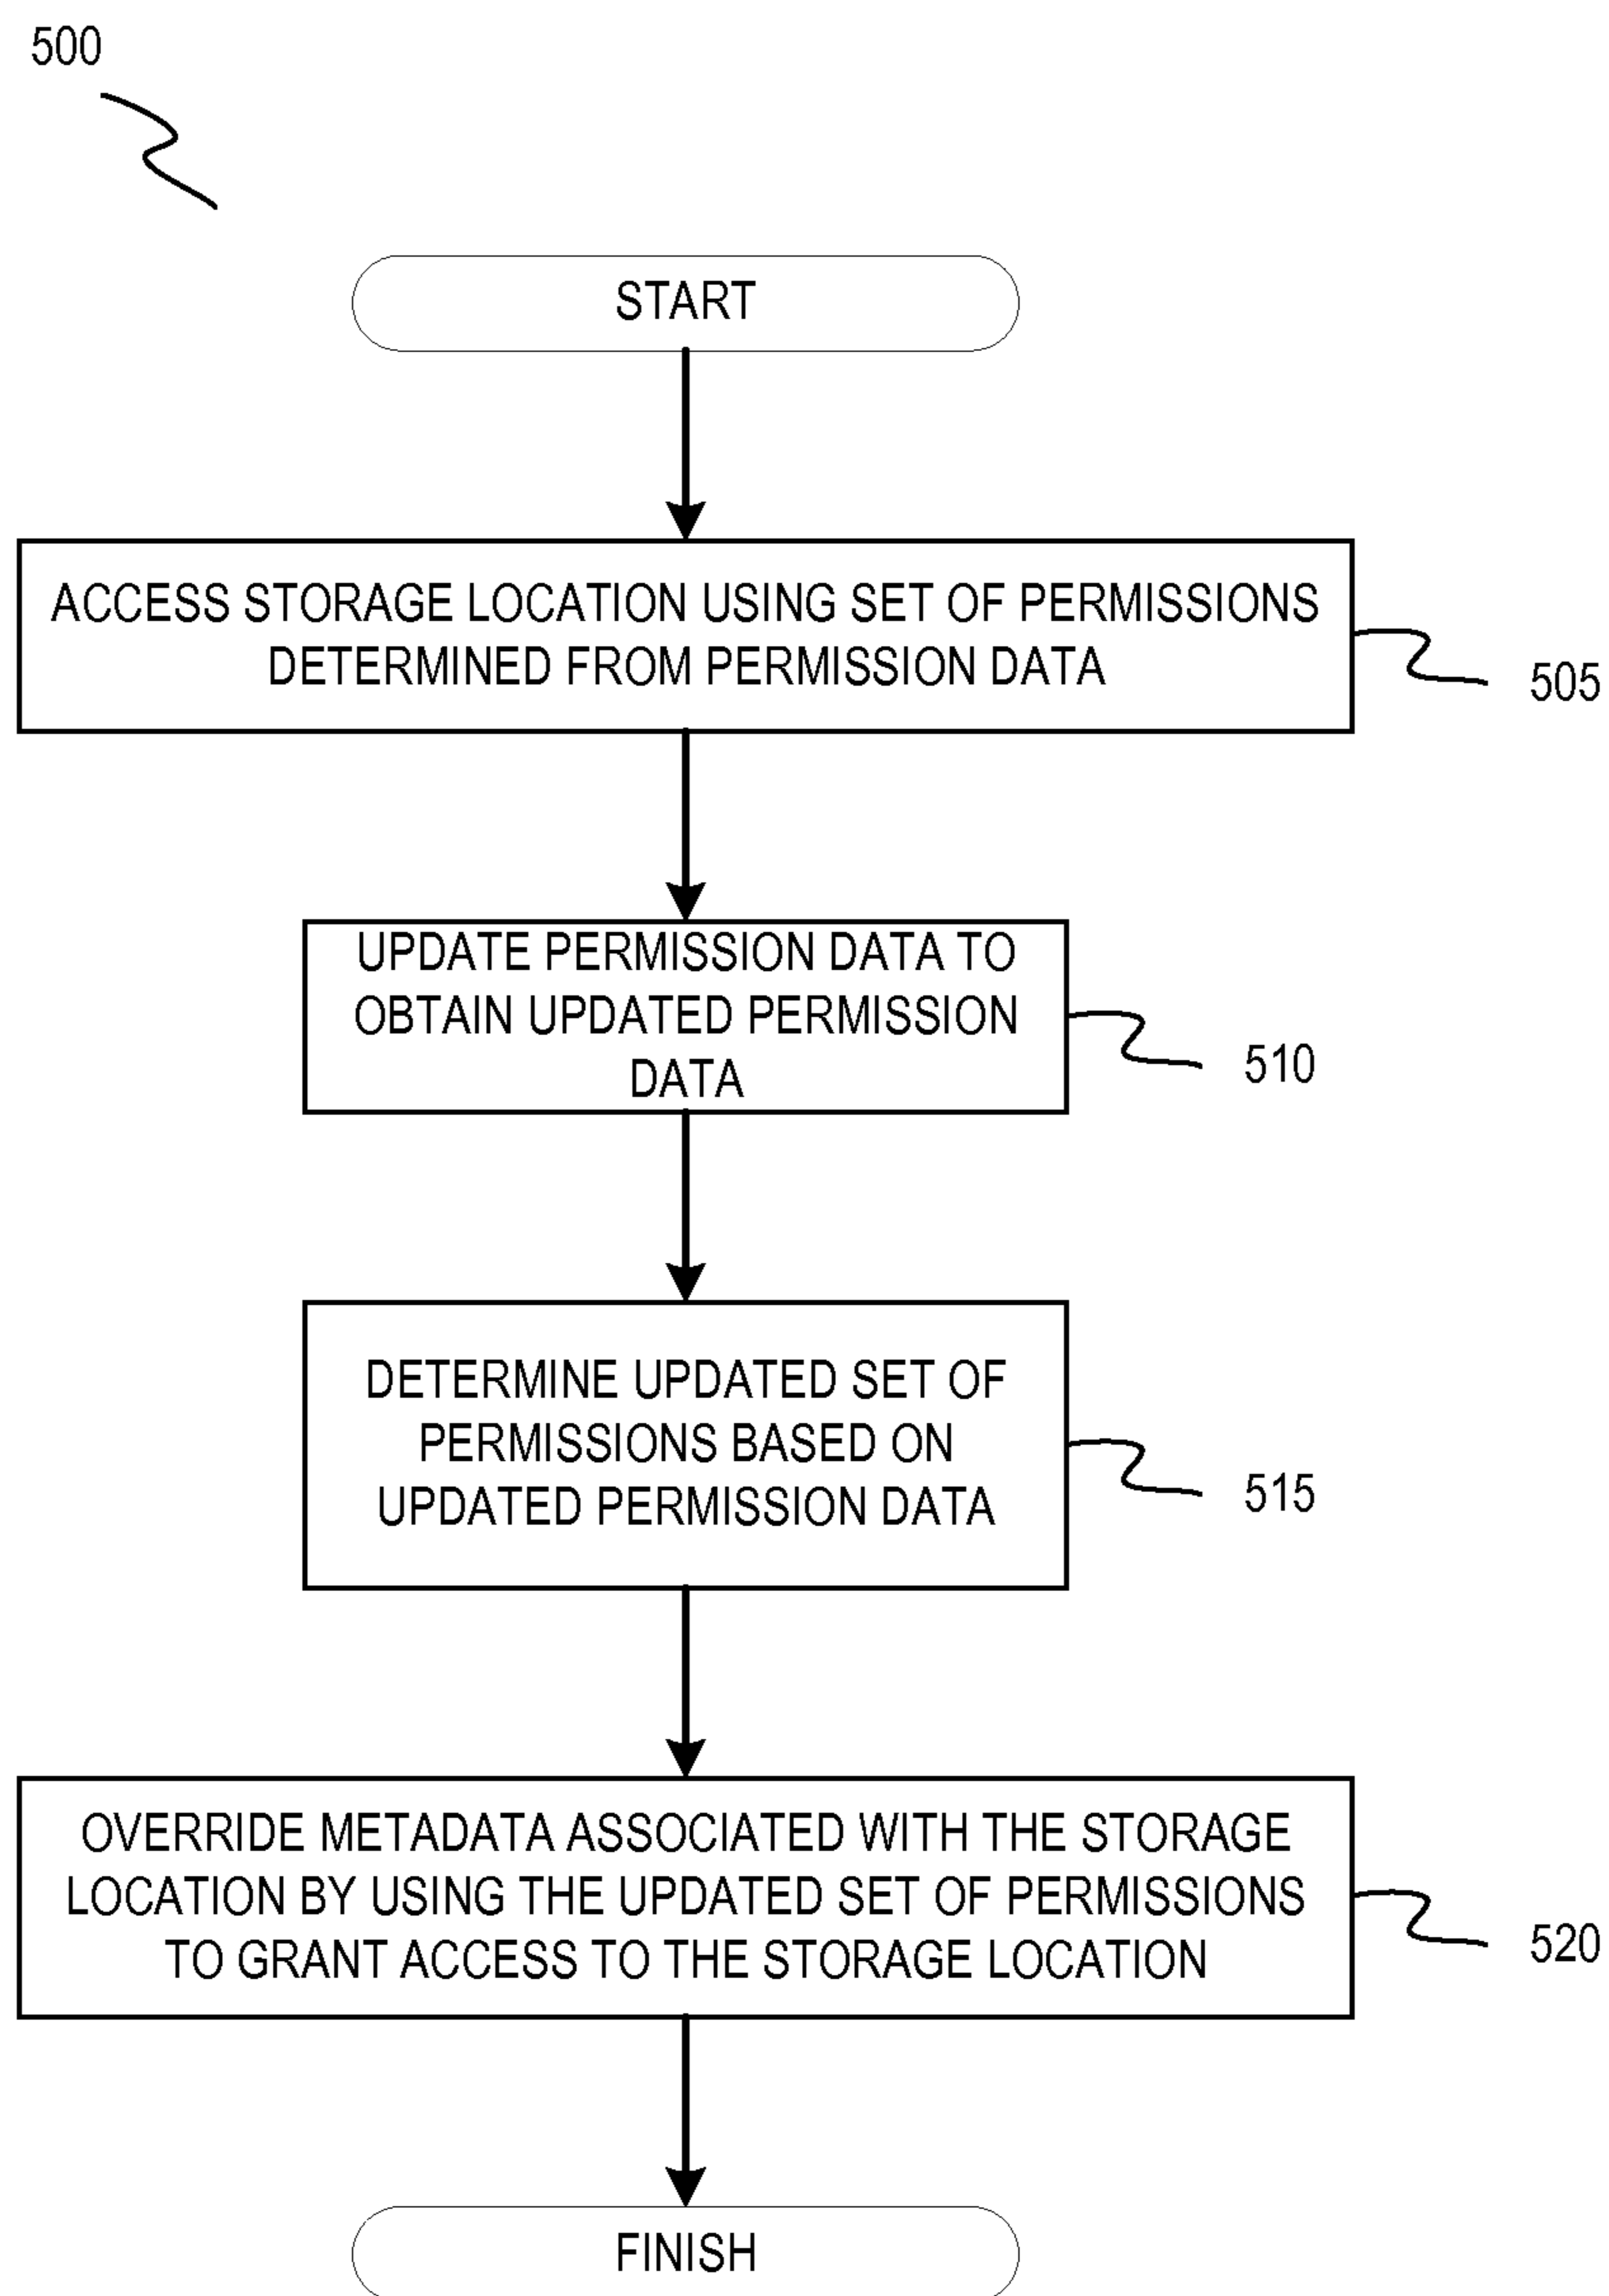 500
START
ACCESS STORAGE LOCATION USING SET OF PERMISSIONS
DETERMINED FROM PERMISSION DATA
505
UPDATE PERMISSION DATA TO
OBTAIN UPDATED PERMISSION
DATA
510
DETERMINE UPDATED SET OF
PERMISSIONS BASED ON
UPDATED PERMISSION DATA
515
OVERRIDE METADATA ASSOCIATED WITH THE STORAGE
LOCATION BY USING THE UPDATED SET OF PERMISSIONS
TO GRANT ACCESS TO THE STORAGE LOCATION
520
FINISH